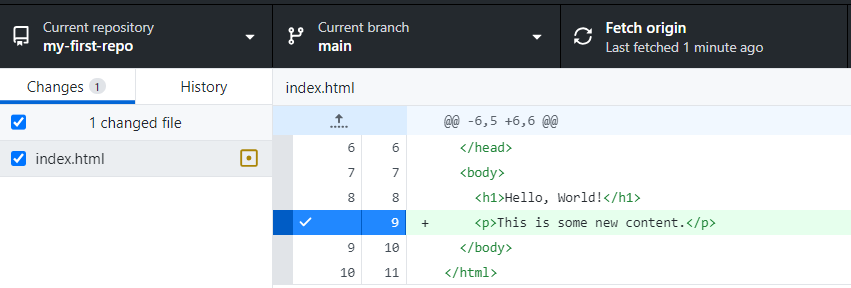 Current repository
my-first-repo
Current branch
main
Fetch origin
Last fetched 1 minute ago
Changes 1
History
1 changed file
index.html
index.html
@@ -6,5 +6,6 @@
6 6 </head>
7 7 <body>
8 8 <h1>Hello, World!</h1>
9 + <p>This is some new content.</p>
9 10 </body>
10 11 </html>